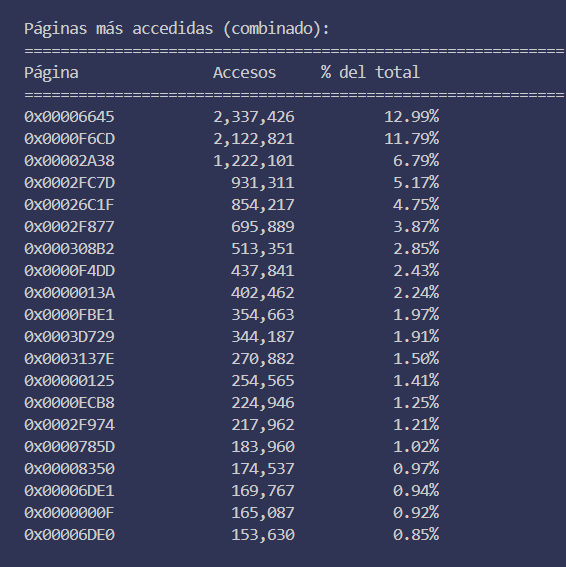 Páginas más accedidas (combinado):
============================================================
Página Accesos % del total
============================================================
0x00006645 2,337,426 12.99%
0x0000F6CD 2,122,821 11.79%
0x00002A38 1,222,101 6.79%
0x0002FC7D 931,311 5.17%
0x00026C1F 854,217 4.75%
0x0002F877 695,889 3.87%
0x000308B2 513,351 2.85%
0x0000F4DD 437,841 2.43%
0x0000013A 402,462 2.24%
0x0000FBE1 354,663 1.97%
0x0003D729 344,187 1.91%
0x0003137E 270,882 1.50%
0x00000125 254,565 1.41%
0x0000ECB8 224,946 1.25%
0x0002F974 217,962 1.21%
0x0000785D 183,960 1.02%
0x00008350 174,537 0.97%
0x00006DE1 169,767 0.94%
0x0000000F 165,087 0.92%
0x00006DE0 153,630 0.85%